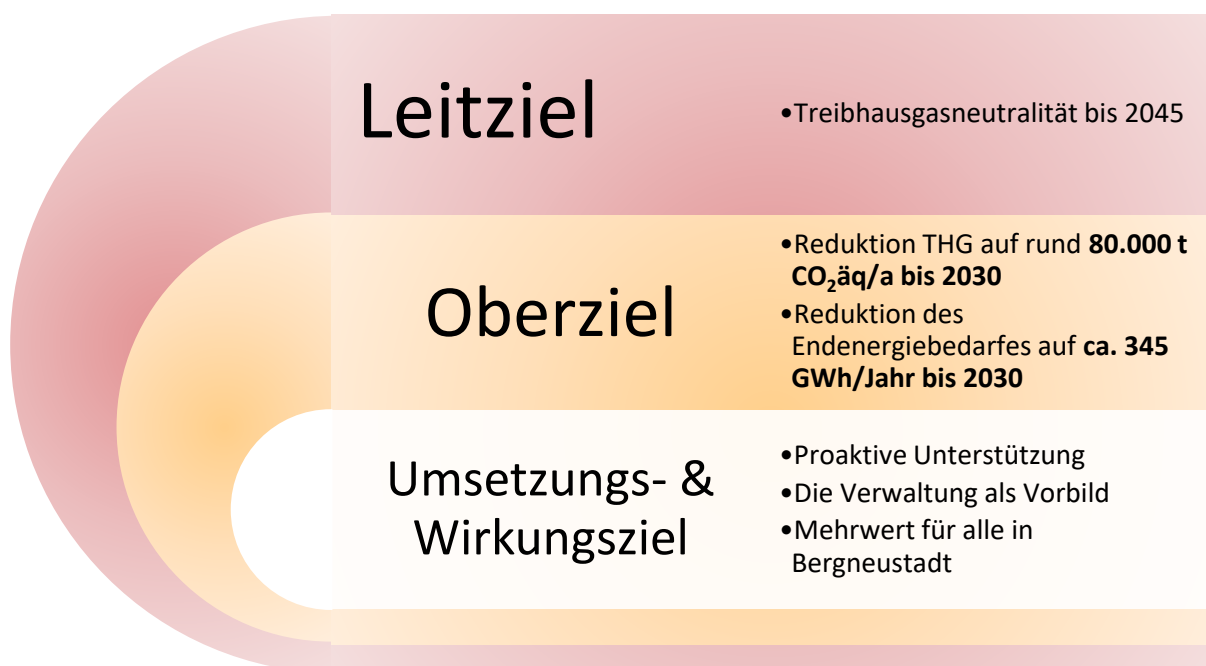 Leitziel
•Treibhausgasneutralität bis 2045
Oberziel
•Reduktion THG auf rund 80.000 t
CO₂äq/a bis 2030
•Reduktion des
Endenergiebedarfes auf ca. 345
GWh/Jahr bis 2030
Umsetzungs- &
Wirkungsziel
•Proaktive Unterstützung
•Die Verwaltung als Vorbild
•Mehrwert für alle in
Bergneustadt